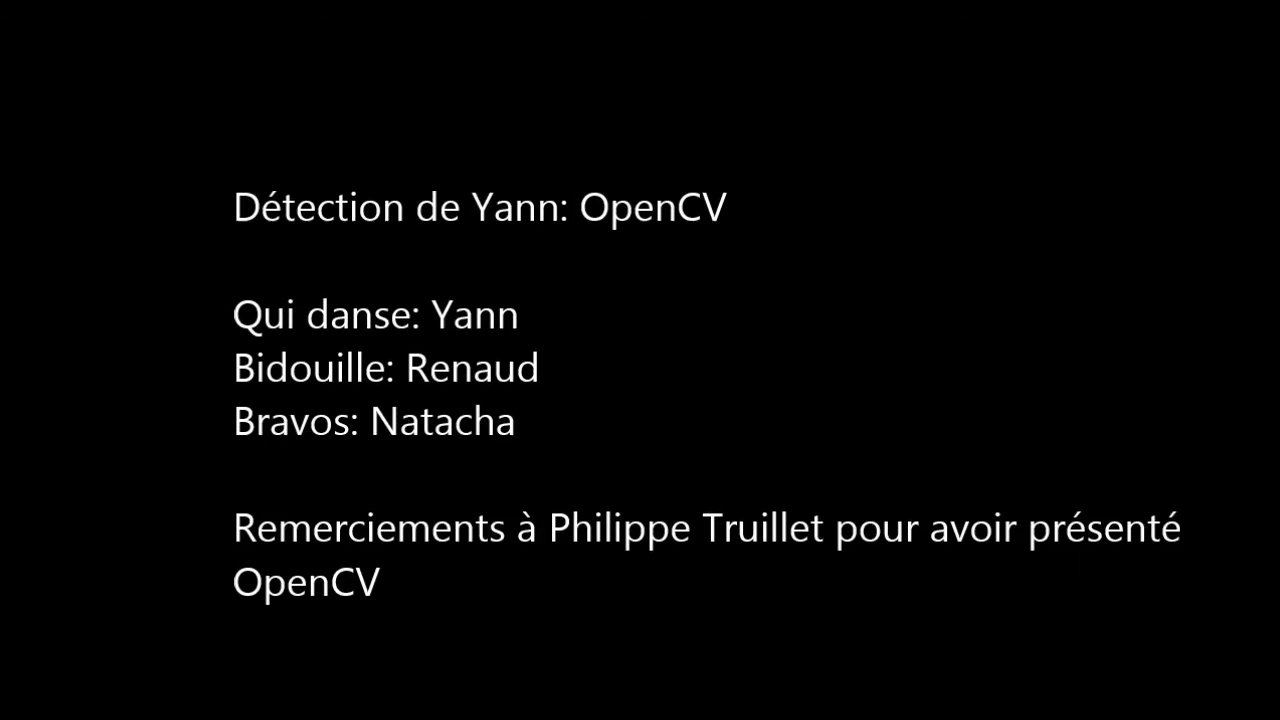 Détection de Yann: OpenCV
Qui danse: Yann
Bidouille: Renaud
Bravos: Natacha
Remerciements à Philippe Truillet pour avoir présenté
OpenCV